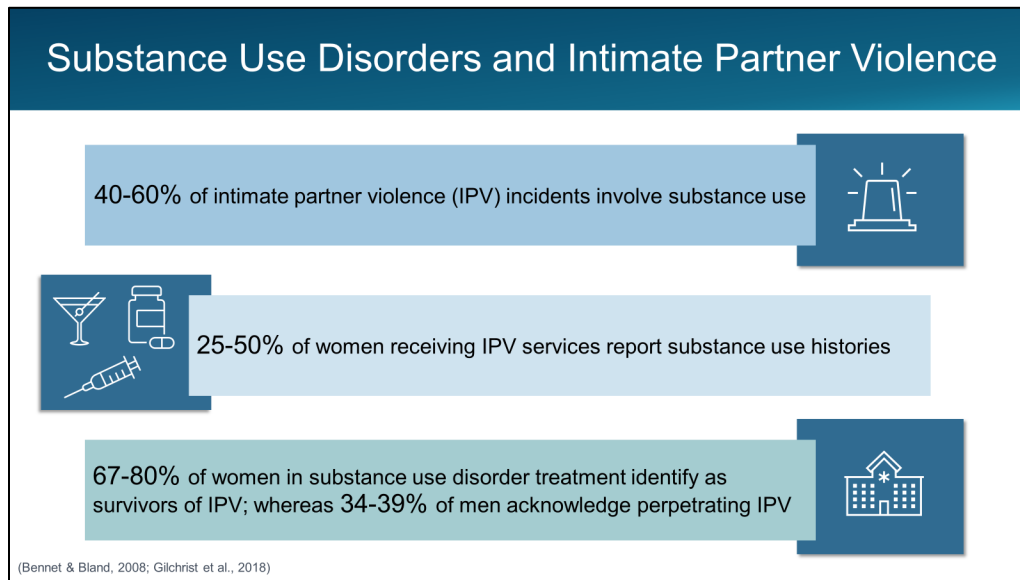 Substance Use Disorders and Intimate Partner Violence
40-60% of intimate partner violence (IPV) incidents involve substance use
25-50% of women receiving IPV services report substance use histories
67-80% of women in substance use disorder treatment identify as
survivors of IPV; whereas 34-39% of men acknowledge perpetrating IPV
(Bennet & Bland, 2008; Gilchrist et al., 2018)